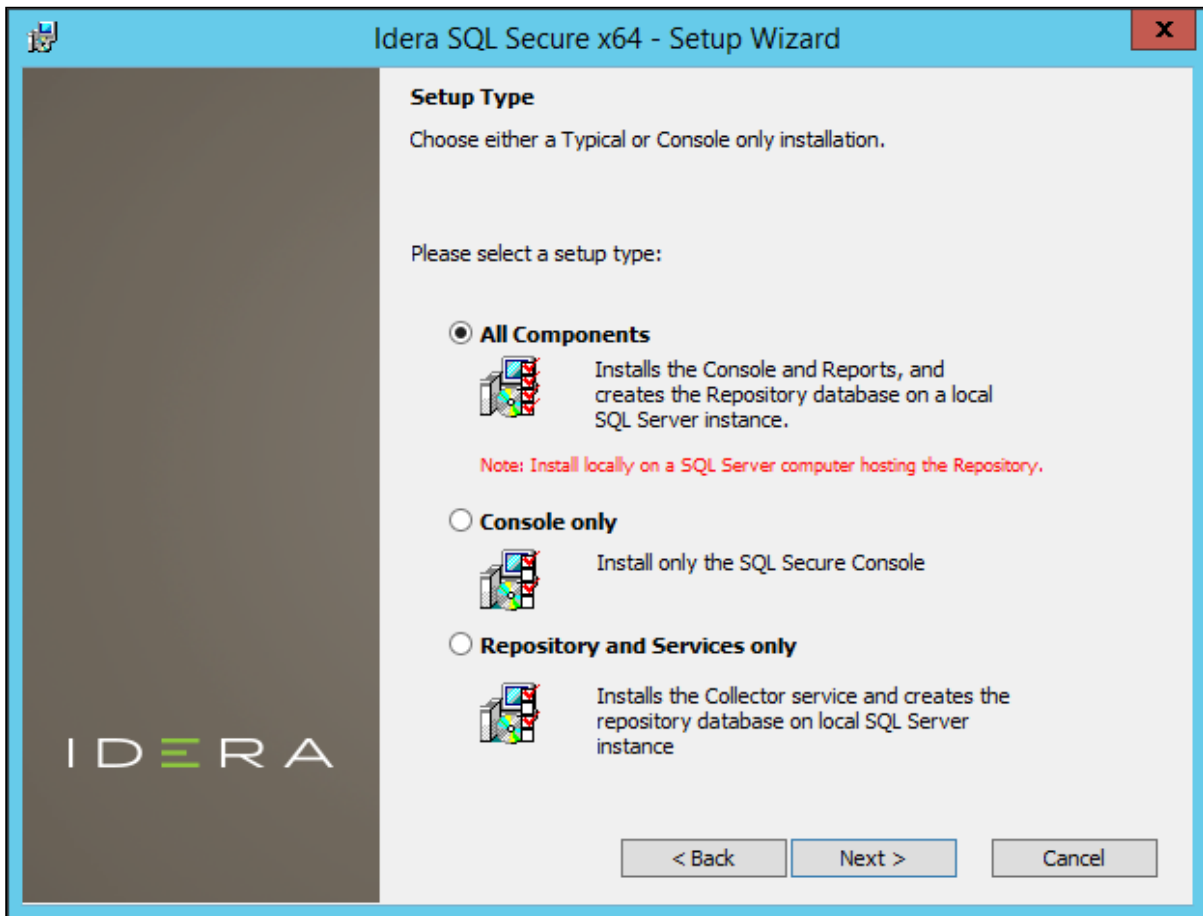 Idera SQL Secure x64 - Setup Wizard
x
Setup Type
Choose either a Typical or Console only installation.
Please select a setup type:
All Components
Installs the Console and Reports, and
creates the Repository database on a local
SQL Server instance.
Note: Install locally on a SQL Server computer hosting the Repository.
Console only
Install only the SQL Secure Console
Repository and Services only
Installs the Collector service and creates the
repository database on local SQL Server
instance
IDERA
< Back
Next >
Cancel